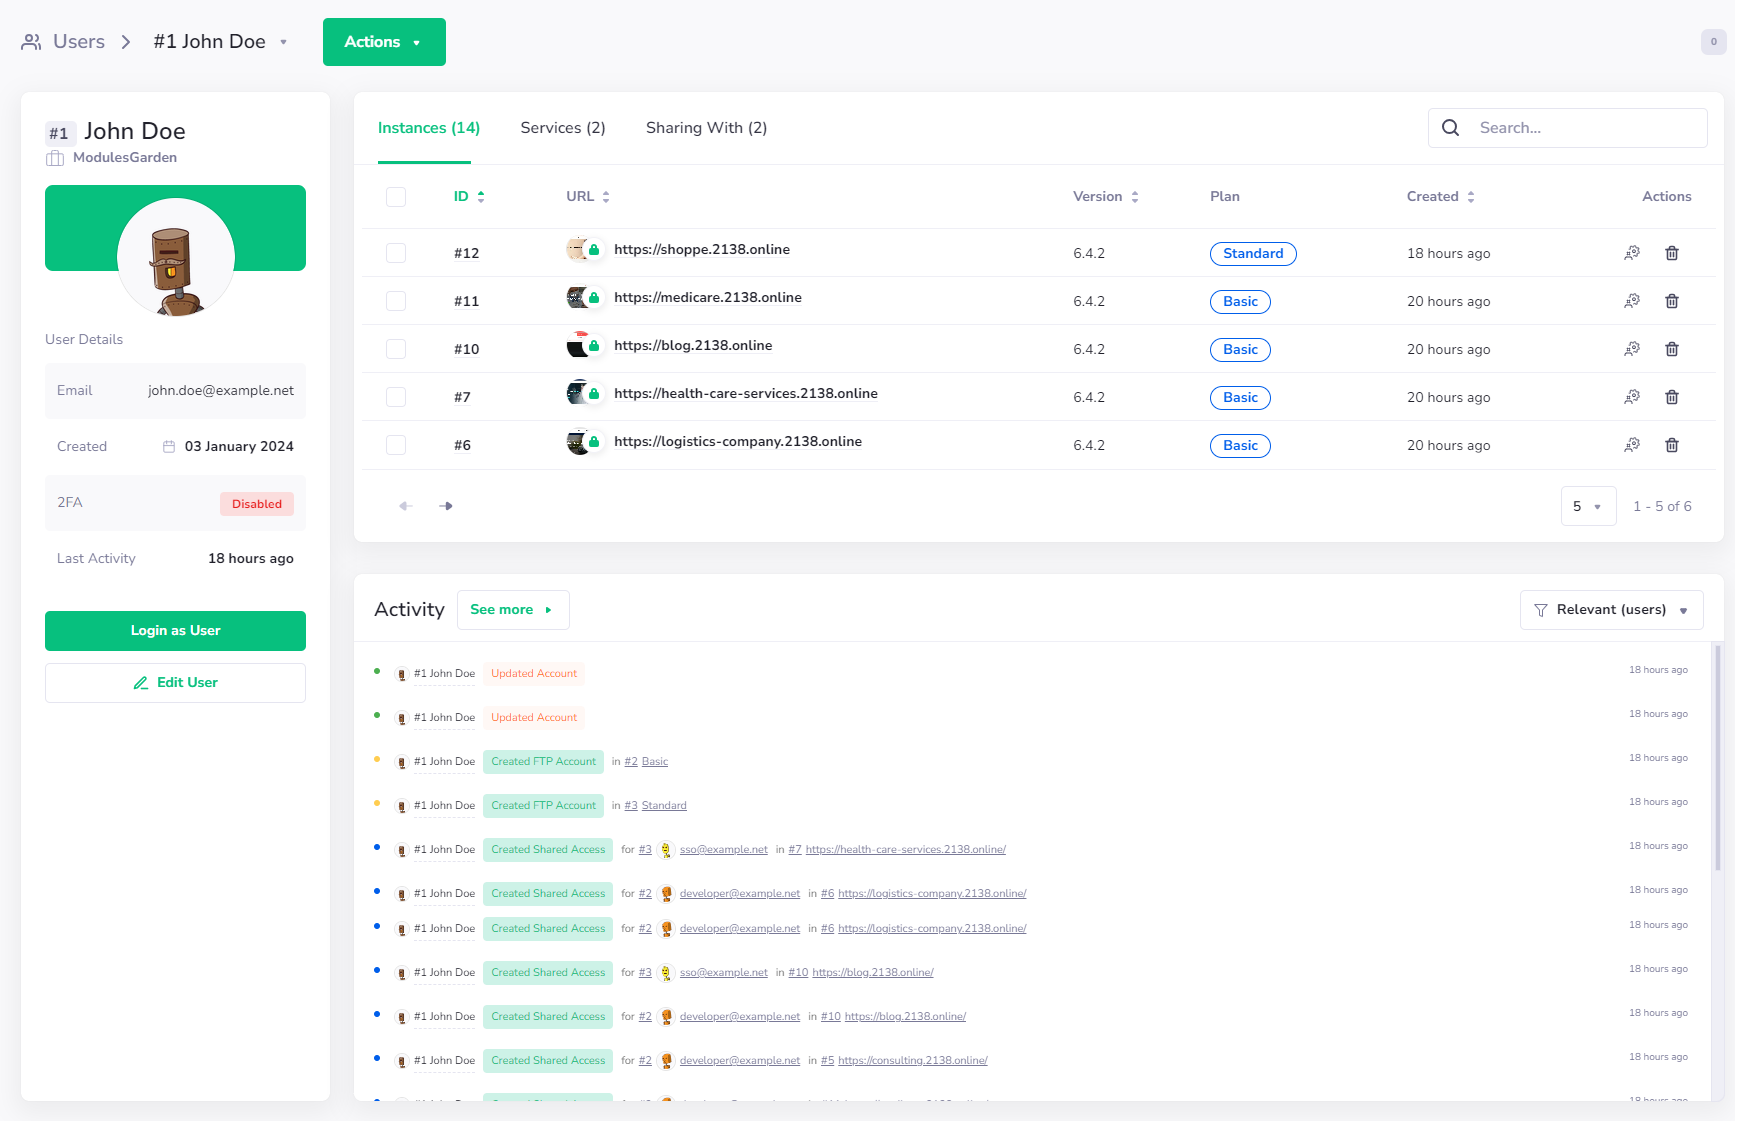 Users > #1 John Doe Actions 0
#1 John Doe
ModulesGarden
User Details
Email john.doe@example.net
Created 03 January 2024
2FA Disabled
Last Activity 18 hours ago
Login as User
Edit User
Instances (14) Services (2) Sharing With (2) Search...
ID URL Version Plan Created Actions
#12 https://shoppe.2138.online 6.4.2 Standard 18 hours ago
#11 https://medicare.2138.online 6.4.2 Basic 20 hours ago
#10 https://blog.2138.online 6.4.2 Basic 20 hours ago
#7 https://health-care-services.2138.online 6.4.2 Basic 20 hours ago
#6 https://logistics-company.2138.online 6.4.2 Basic 20 hours ago
5 1 - 5 of 6
Activity See more Relevant (users)
#1 John Doe Updated Account 18 hours ago
#1 John Doe Updated Account 18 hours ago
#1 John Doe Created FTP Account in #2 Basic 18 hours ago
#1 John Doe Created FTP Account in #3 Standard 18 hours ago
#1 John Doe Created Shared Access for #3 sso@example.net in #7 https://health-care-services.2138.online/ 18 hours ago
#1 John Doe Created Shared Access for #2 developer@example.net in #6 https://logistics-company.2138.online/ 18 hours ago
#1 John Doe Created Shared Access for #2 developer@example.net in #6 https://logistics-company.2138.online/ 18 hours ago
#1 John Doe Created Shared Access for #3 sso@example.net in #10 https://blog.2138.online/ 18 hours ago
#1 John Doe Created Shared Access for #2 developer@example.net in #10 https://blog.2138.online/ 18 hours ago
#1 John Doe Created Shared Access for #2 developer@example.net in #5 https://consulting.2138.online/ 18 hours ago
18 hours ago